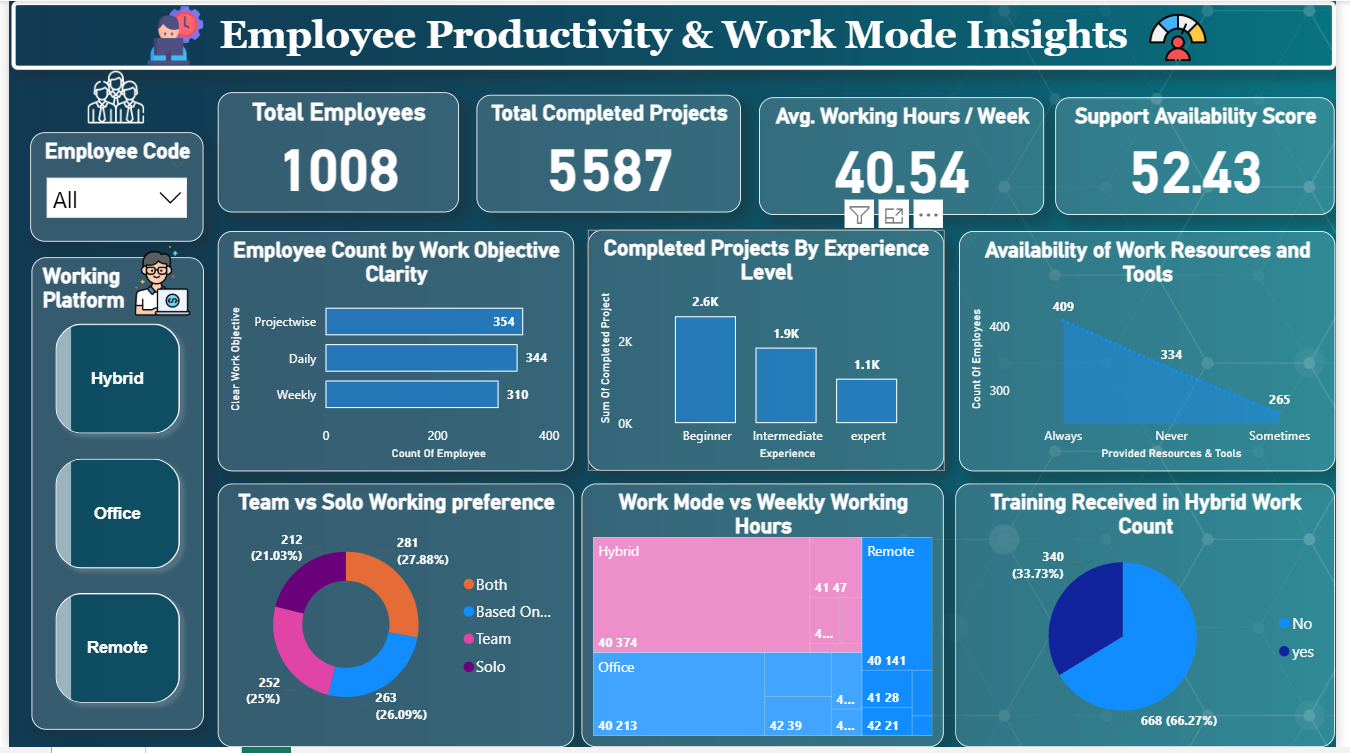 Employee Productivity & Work Mode Insights
Employee Code
All
Working
Platform
Hybrid
Office
Remote
Total Employees
1008
Total Completed Projects
5587
Avg. Working Hours / Week
40.54
Support Availability Score
52.43
Employee Count by Work Objective
Clarity
Clear Work Objective
Projectwise
354
Daily
344
Weekly
310
0
200
400
Count Of Employee
Completed Projects By Experience
Level
Sum Of Completed Project
2K
0K
2.6K
1.9K
1.1K
Beginner
Intermediate
expert
Experience
Availability of Work Resources and
Tools
Count Of Employees
400
300
409
334
265
Always
Never
Sometimes
Provided Resources & Tools
Team vs Solo Working preference
212
(21.03%)
281
(27.88%)
252
(25%)
263
(26.09%)
Both
Based On...
Team
Solo
Work Mode vs Weekly Working
Hours
Hybrid
40 374
41 47
4...
Office
40 213
42 39
4...
4...
Remote
40 141
41 28
42 21
Training Received in Hybrid Work
Count
340
(33.73%)
668 (66.27%)
No
yes